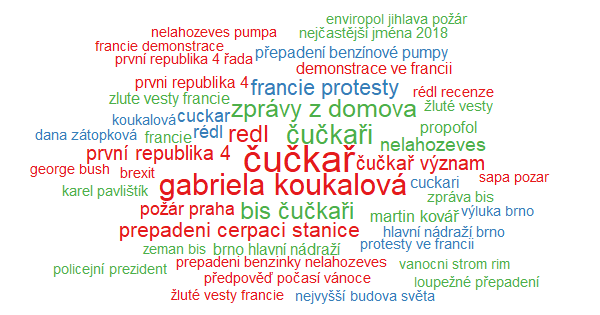 enviropol jihlava požár
nelahozeves pumpa nejčastější jména 2018
francie demonstrace přepadení benzínové pumpy
první republika 4 řada demonstrace ve francii
prvni republika 4 francie protesty rédl recenze
zlute vesty francie zprávy z domova žluté vesty
koukalová cuckar
dana zátopková francie rédl redl čučkaři propofol
první republika 4 nelahozeves
george bush brexit čučkař čučkař význam sapa pozar
karel pavlištík gabriela koukalová cuckari
požár praha bis čučkaři zpráva bis
martin kovář výluka brno
prepadeni cerpaci stanice hlavní nádraží brno
zeman bis brno hlavní nádraží protesty ve francii
policejní prezident prepadeni benzinky nelahozeves vanocni strom rim
předpověď počasí vánoce loupežné přepadení
žluté vesty francie nejvyšší budova světa